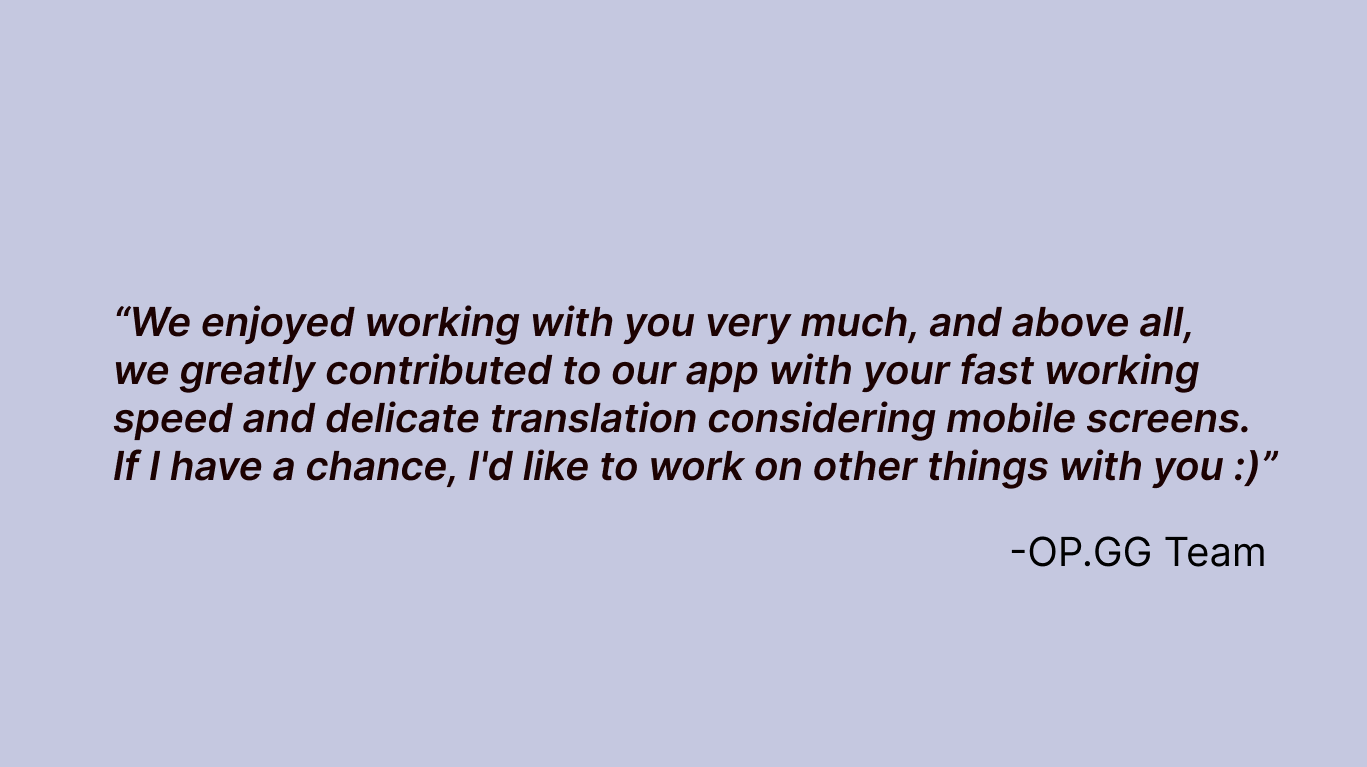 “We enjoyed working with you very much, and above all,
we greatly contributed to our app with your fast working
speed and delicate translation considering mobile screens.
If I have a chance, I'd like to work on other things with you :)”
-OP.GG Team